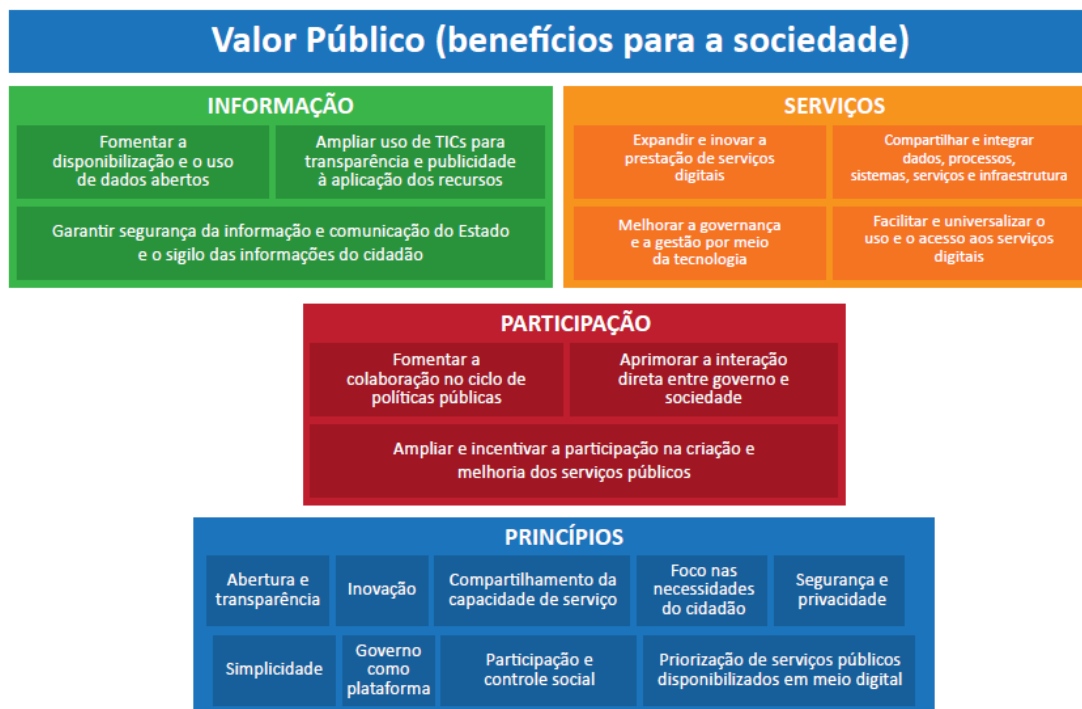 Valor Público (benefícios para a sociedade)
INFORMAÇÃO
Fomentar a
disponibilização e o uso
de dados abertos
Ampliar uso de TICs para
transparência e publicidade
à aplicação dos recursos
Garantir segurança da informação e comunicação do Estado
e o sigilo das informações do cidadão
SERVIÇOS
Expandir e inovar a
prestação de serviços
digitais
Compartilhar e integrar
dados, processos,
sistemas, serviços e infraestrutura
Melhorar a governança
e a gestão por meio
da tecnologia
Facilitar e universalizar o
uso e o acesso aos serviços
digitais
PARTICIPAÇÃO
Fomentar a
colaboração no ciclo de
políticas públicas
Aprimorar a interação
direta entre governo e
sociedade
Ampliar e incentivar a participação na criação e
melhoria dos serviços públicos
PRINCÍPIOS
Abertura e
transparência
Inovação
Compartilhamento da
capacidade de serviço
Foco nas
necessidades
do cidadão
Segurança e
privacidade
Simplicidade
Governo
como
plataforma
Participação e
controle social
Priorização de serviços públicos
disponibilizados em meio digital